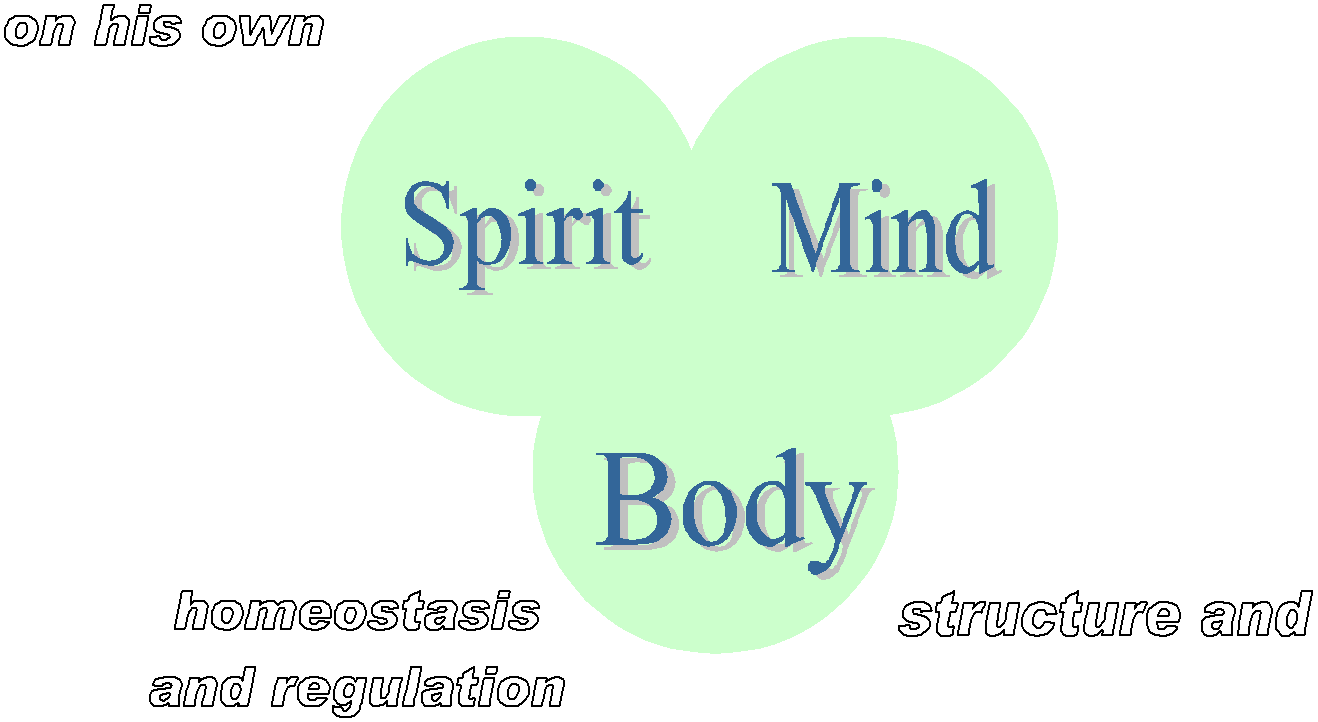 on his own
Spirit
Mind
Body
homeostasis
and regulation
structure and